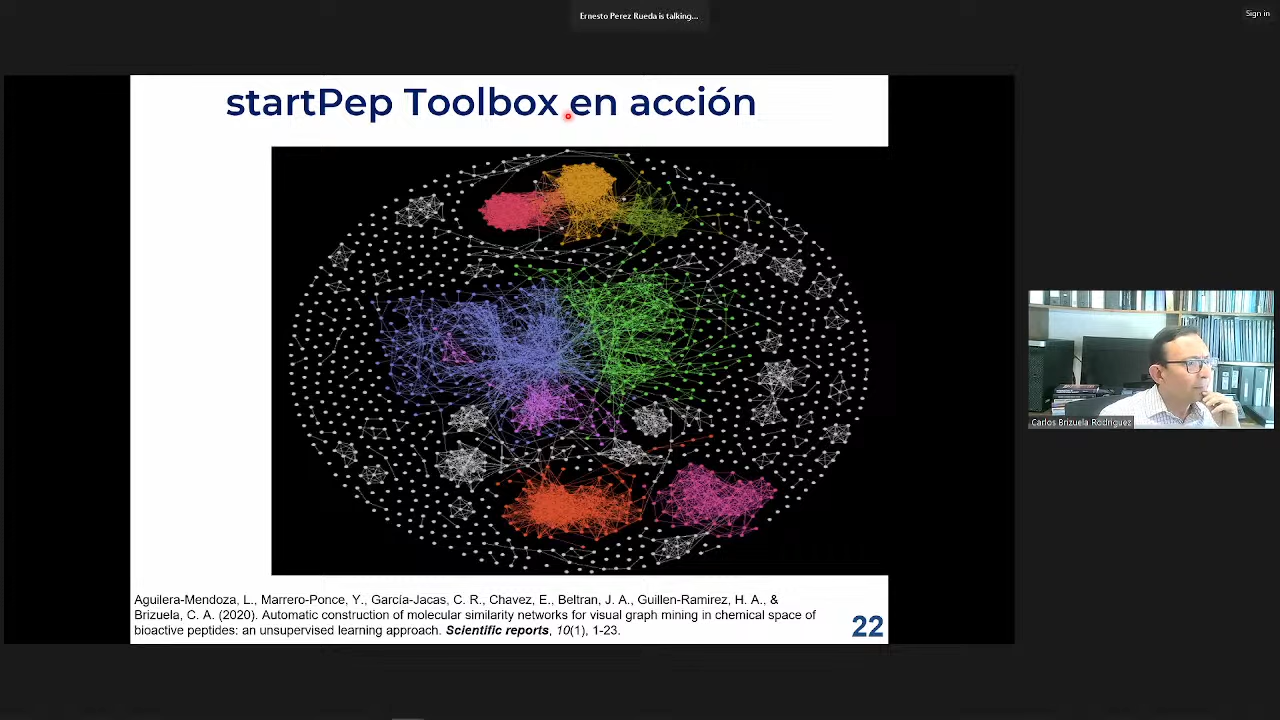 Ernesto Perez Rueda is talking...
Sign in
startPep Toolbox en acción
Carlos Brizuela Rodriguez
Aguilera-Mendoza, L., Marrero-Ponce, Y., García-Jacas, C. R., Chavez, E., Beltran, J. A., Guillen-Ramirez, H. A., &
Brizuela, C. A. (2020). Automatic construction of molecular similarity networks for visual graph mining in chemical space of
bioactive peptides: an unsupervised learning approach. Scientific reports, 10(1), 1-23.
22